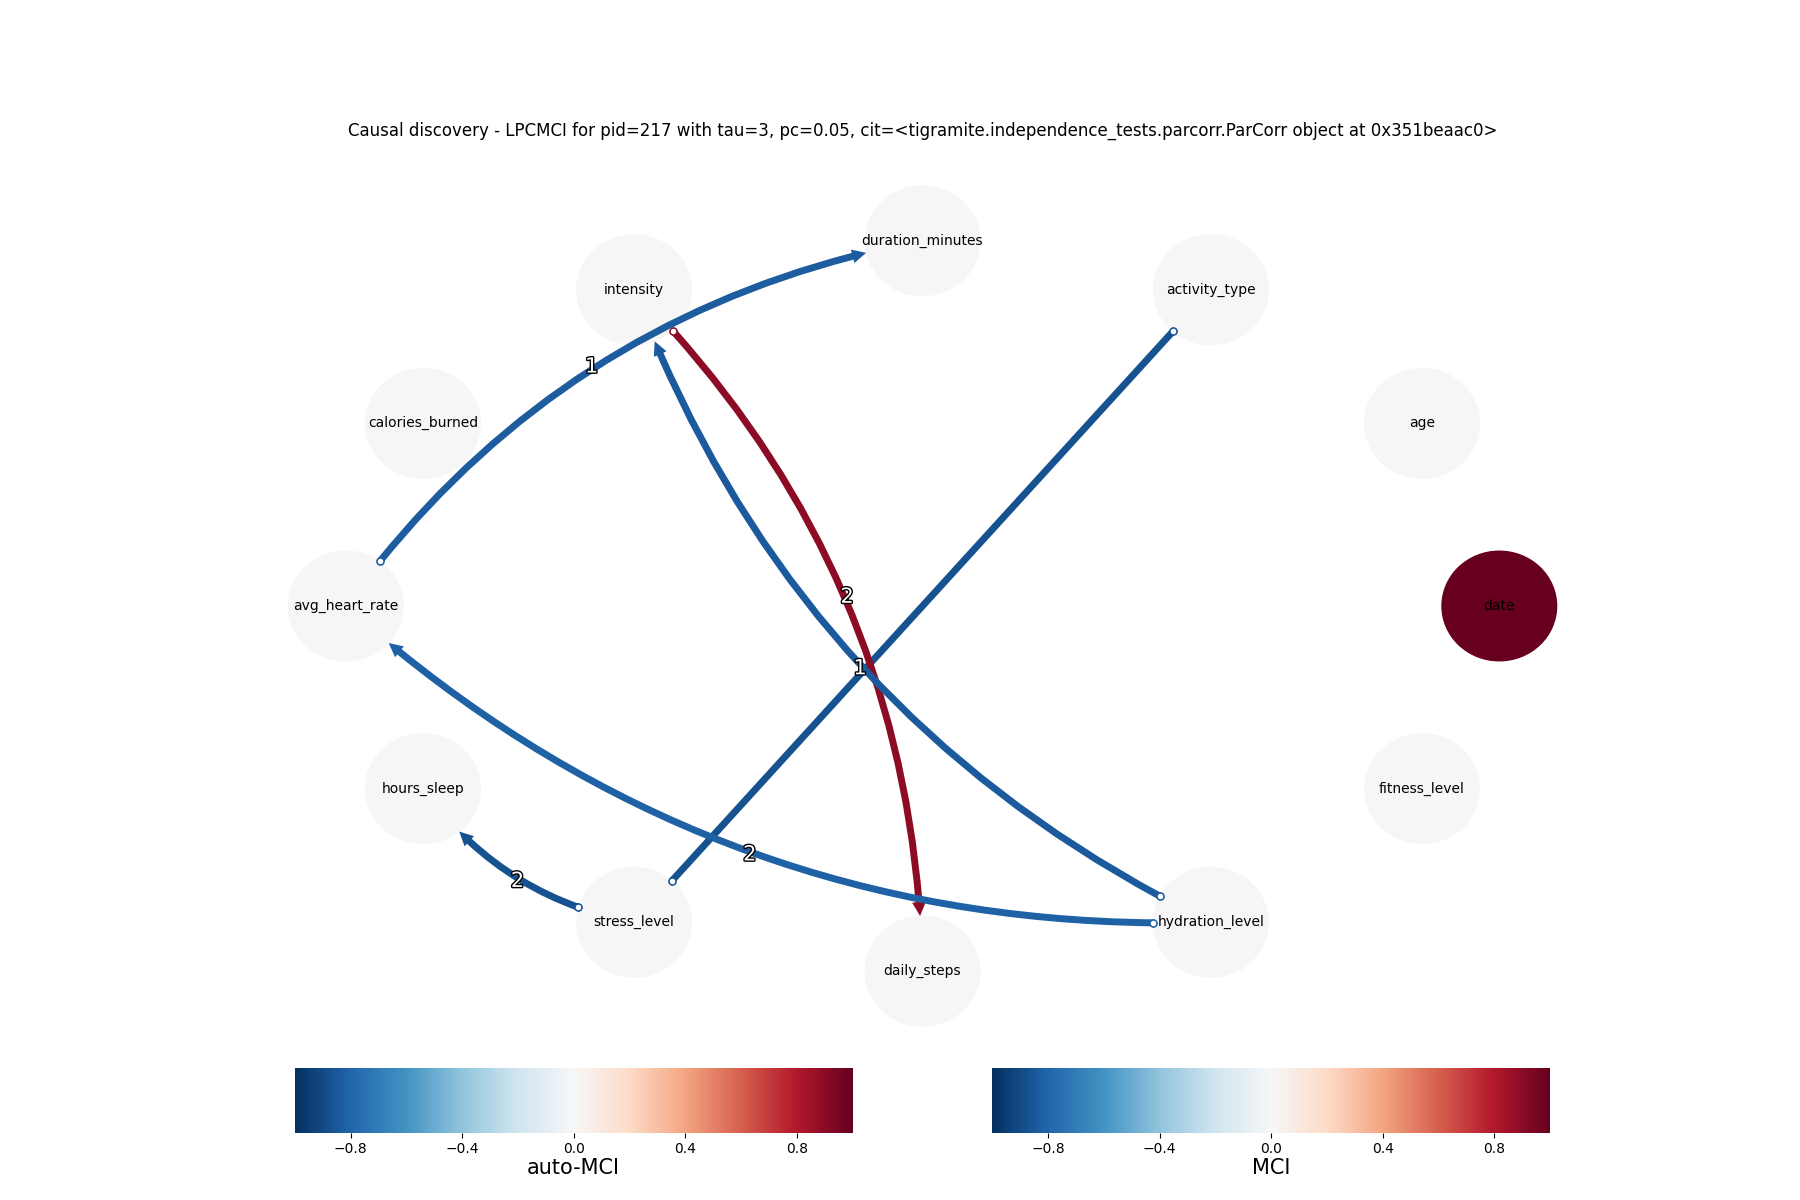 Causal discovery - LPCMCI for pid=217 with tau=3, pc=0.05, cit=<tigramite.independence_tests.parcorr.ParCorr object at 0x351beaac0>
duration_minutes
intensity
activity_type
1
calories_burned
age
2
avg_heart_rate
date
1
hours_sleep
fitness_level
2
2
stress_level
hydration_level
daily_steps
−0.8 −0.4 0.0 0.4 0.8
auto-MCI
−0.8 −0.4 0.0 0.4 0.8
MCI